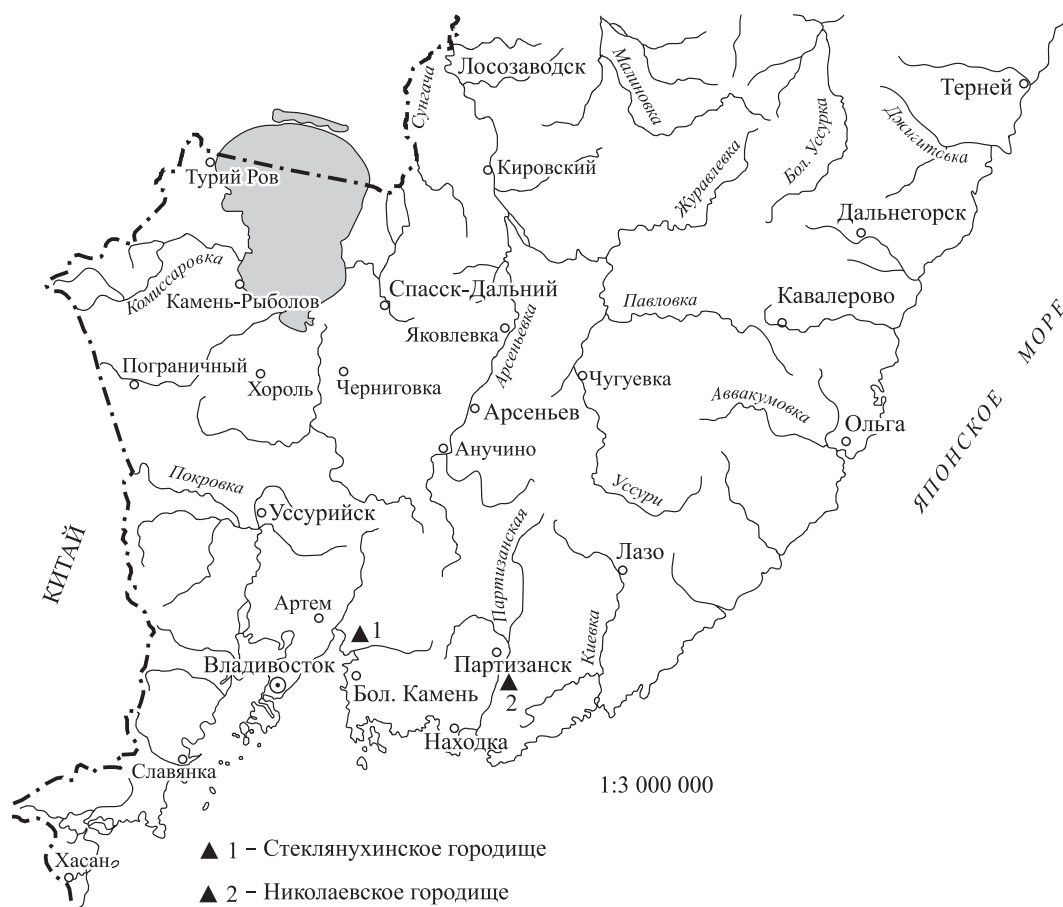 Лосозаводск
Малиновка
Сунгача
Терней
Бол. Уссурка
Джигитовка
Турий Ров
Кировский
Журавлевка
Дальнегорск
Комиссаровка
Камень-Рыболов
Спасск-Дальний
Павловка
Кавалерово
Яковлевка
Арсеньевка
ЯПОНСКОЕ МОРЕ
Пограничный
Хороль
Черниговка
Чугуевка
Арсеньев
Аввакумовка
Ольга
Анучино
Покровка
Уссурийск
Уссури
КИТАЙ
Партизанская
Лазо
Артем
1
Киевка
Владивосток
Партизанск
Бол. Камень
2
Находка
Славянка
1:3 000 000
Хасан
1 – Стеклянухинское городище
2 – Николаевское городище